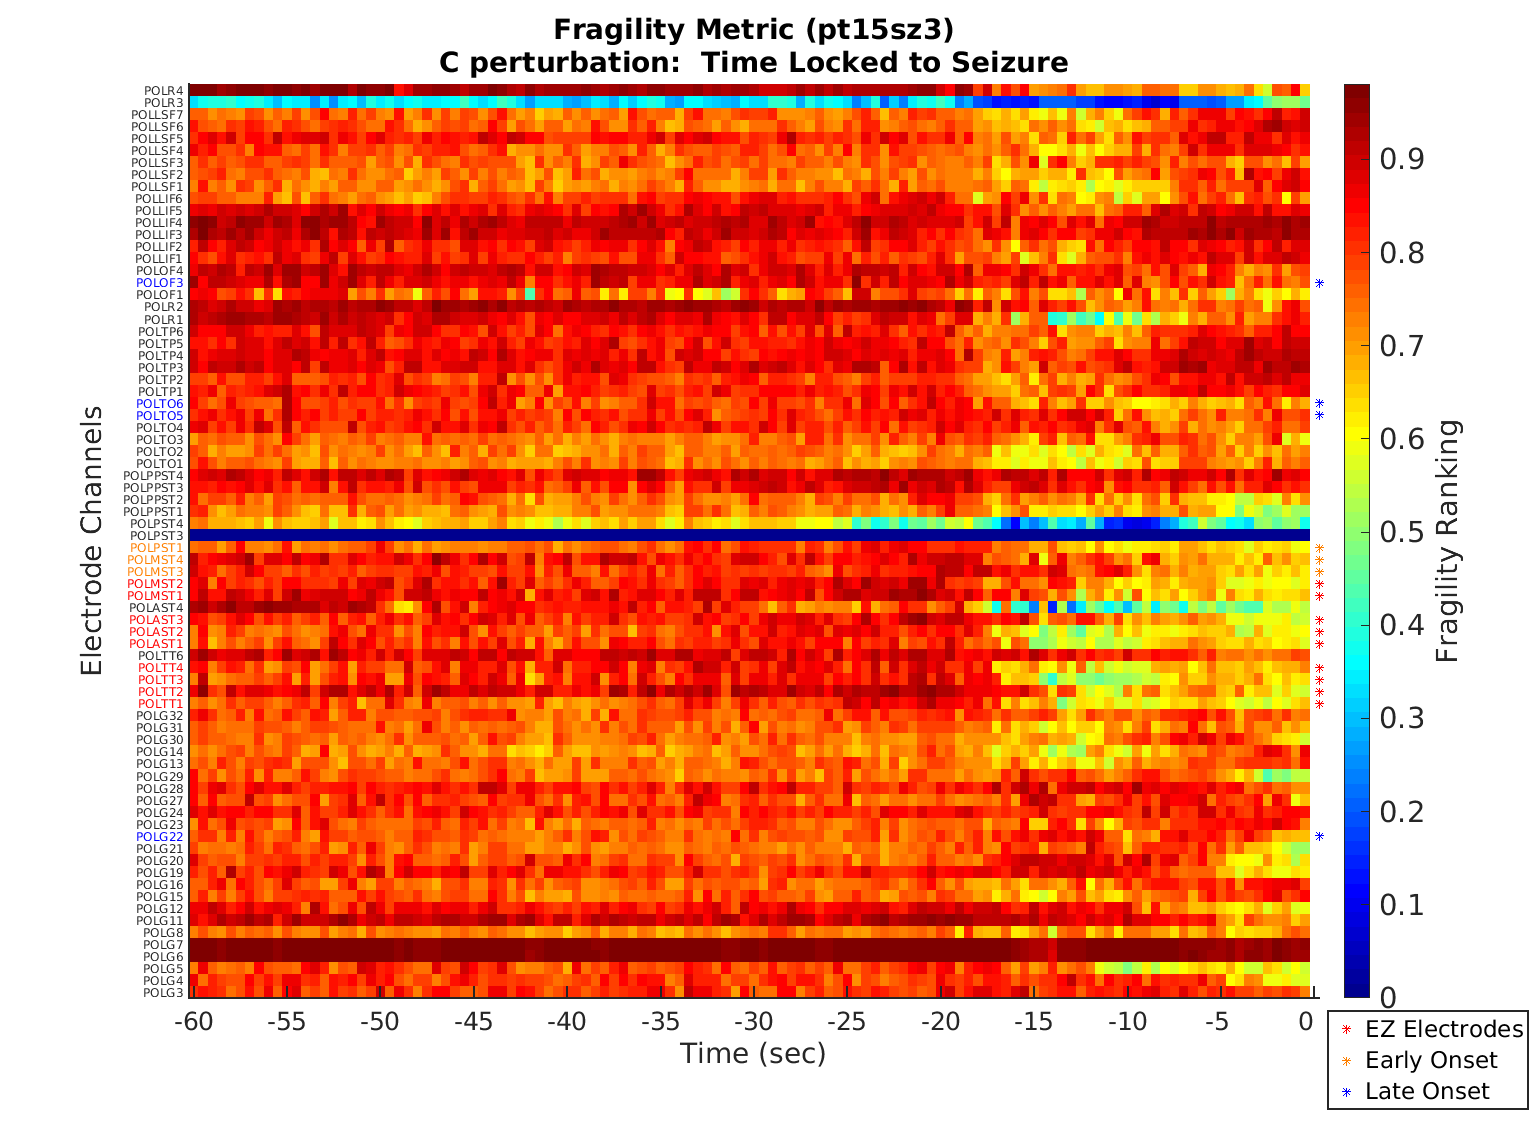 Fragility Metric (pt15sz3)
C perturbation:  Time Locked to Seizure
Electrode Channels
POLR4
POLR3
POLLSF7
POLLSF6
POLLSF5
POLLSF4
POLLSF3
POLLSF2
POLLSF1
POLLIF6
POLLIF5
POLLIF4
POLLIF3
POLLIF2
POLLIF1
POLOF4
POLOF3
POLOF1
POLR2
POLR1
POLTP6
POLTP5
POLTP4
POLTP3
POLTP2
POLTP1
POLTO6
POLTO5
POLTO4
POLTO3
POLTO2
POLTO1
POLPPST4
POLPPST3
POLPPST2
POLPPST1
POLPST4
POLPST3
POLPST1
POLMST4
POLMST3
POLMST2
POLMST1
POLAST4
POLAST3
POLAST2
POLAST1
POLTT6
POLTT4
POLTT3
POLTT2
POLTT1
POLG32
POLG31
POLG30
POLG14
POLG13
POLG29
POLG28
POLG27
POLG24
POLG23
POLG22
POLG21
POLG20
POLG19
POLG16
POLG15
POLG12
POLG11
POLG8
POLG7
POLG6
POLG5
POLG4
POLG3
-60 -55 -50 -45 -40 -35 -30 -25 -20 -15 -10 -5 0
Time (sec)
0.9
0.8
0.7
0.6
0.5
0.4
0.3
0.2
0.1
0
Fragility Ranking
EZ Electrodes
Early Onset
Late Onset